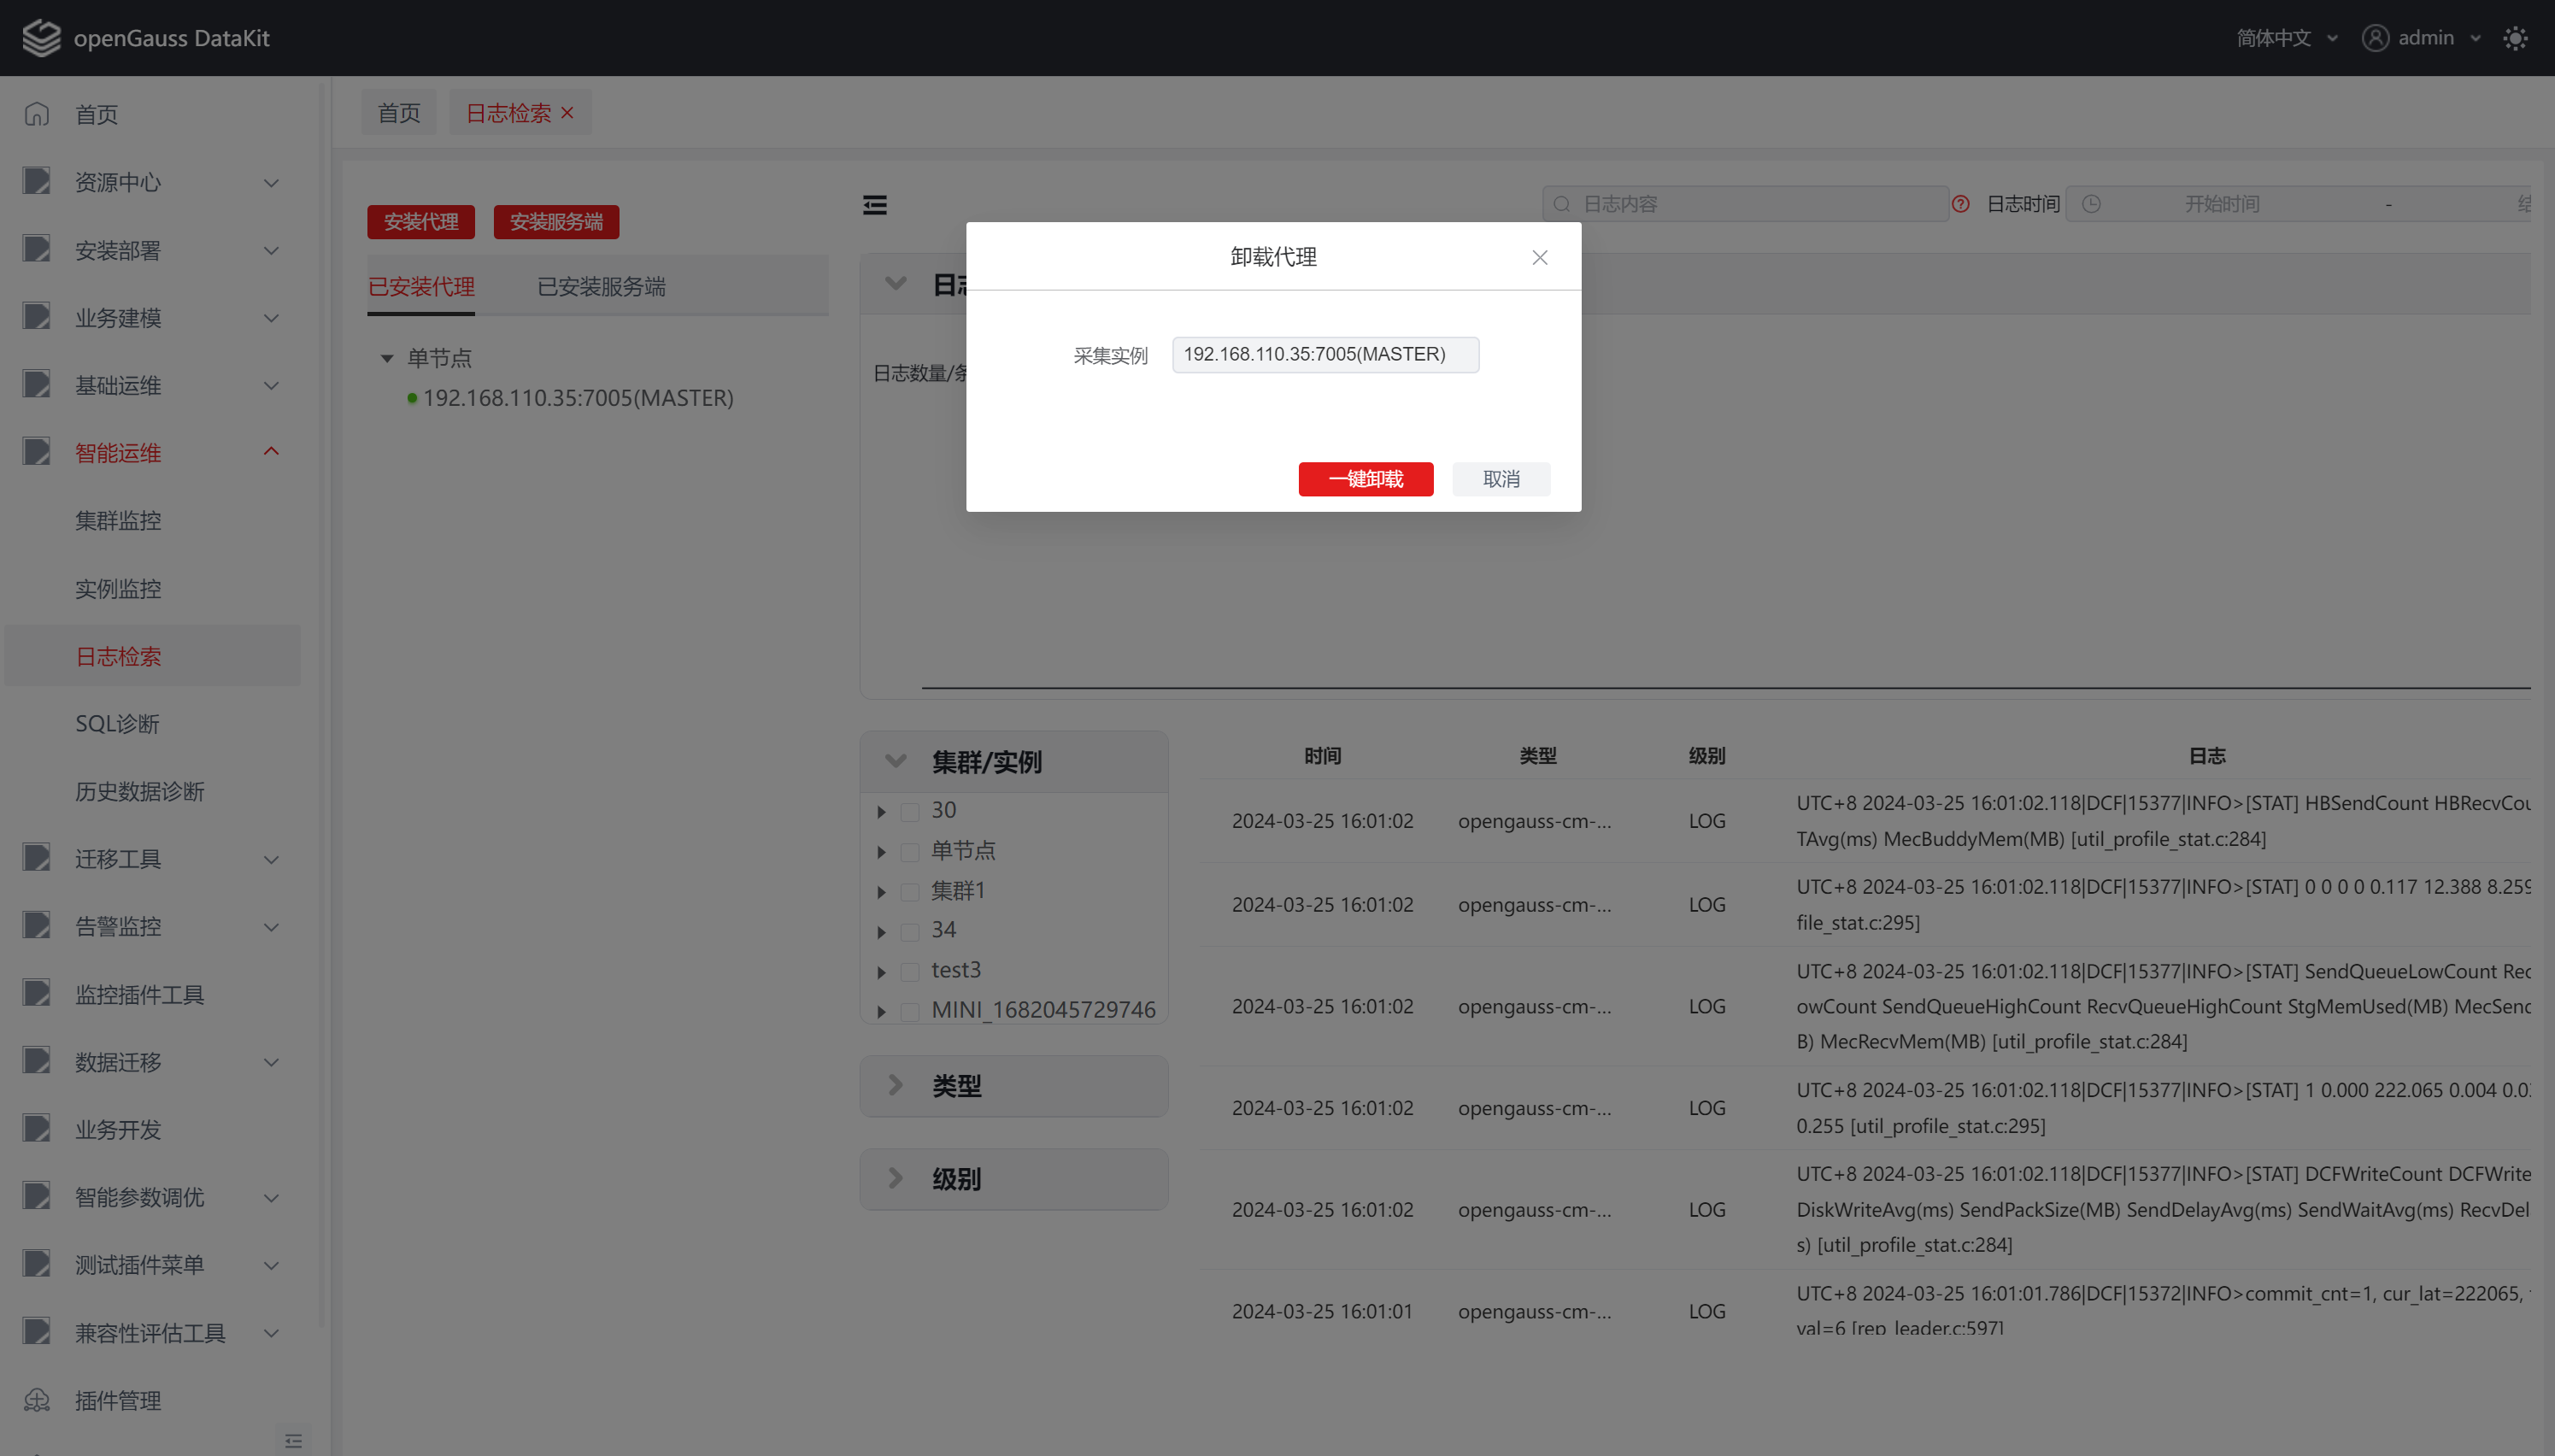 openGauss DataKit
简体中文
admin
首页
资源中心
安装部署
业务建模
基础运维
智能运维
集群监控
实例监控
日志检索
SQL诊断
历史数据诊断
迁移工具
告警监控
监控插件工具
数据迁移
业务开发
智能参数调优
测试插件菜单
兼容性评估工具
插件管理
首页
日志检索
安装代理
安装服务端
已安装代理
已安装服务端
单节点
192.168.110.35:7005(MASTER)
日志内容
日志时间
开始时间
-
日志数量/条
卸载代理
采集实例
192.168.110.35:7005(MASTER)
一键卸载
取消
集群/实例
30
单节点
集群1
34
test3
MINI_1682045729746
类型
级别
时间 类型 级别 日志
2024-03-25 16:01:02 opengauss-cm-... LOG
UTC+8 2024-03-25 16:01:02.118|DCF|15377|INFO>[STAT] HBSendCount HBRecvCou
TAvg(ms) MecBuddyMem(MB) [util_profile_stat.c:284]
2024-03-25 16:01:02 opengauss-cm-... LOG
UTC+8 2024-03-25 16:01:02.118|DCF|15377|INFO>[STAT] 0 0 0 0 0.117 12.388 8.259
file_stat.c:295]
2024-03-25 16:01:02 opengauss-cm-... LOG
UTC+8 2024-03-25 16:01:02.118|DCF|15377|INFO>[STAT] SendQueueLowCount Rec
owCount SendQueueHighCount RecvQueueHighCount StgMemUsed(MB) MecSend
B) MecRecvMem(MB) [util_profile_stat.c:284]
2024-03-25 16:01:02 opengauss-cm-... LOG
UTC+8 2024-03-25 16:01:02.118|DCF|15377|INFO>[STAT] 1 0.000 222.065 0.004
0.255 [util_profile_stat.c:295]
2024-03-25 16:01:02 opengauss-cm-... LOG
UTC+8 2024-03-25 16:01:02.118|DCF|15377|INFO>[STAT] DCFWriteCount DCFWrite
DiskWriteAvg(ms) SendPackSize(MB) SendDelayAvg(ms) SendWaitAvg(ms) RecvDel
s) [util_profile_stat.c:284]
2024-03-25 16:01:01 opengauss-cm-... LOG
UTC+8 2024-03-25 16:01:01.786|DCF|15372|INFO>commit_cnt=1, cur_lat=222065,
val=6 [rep_leader.c:597]